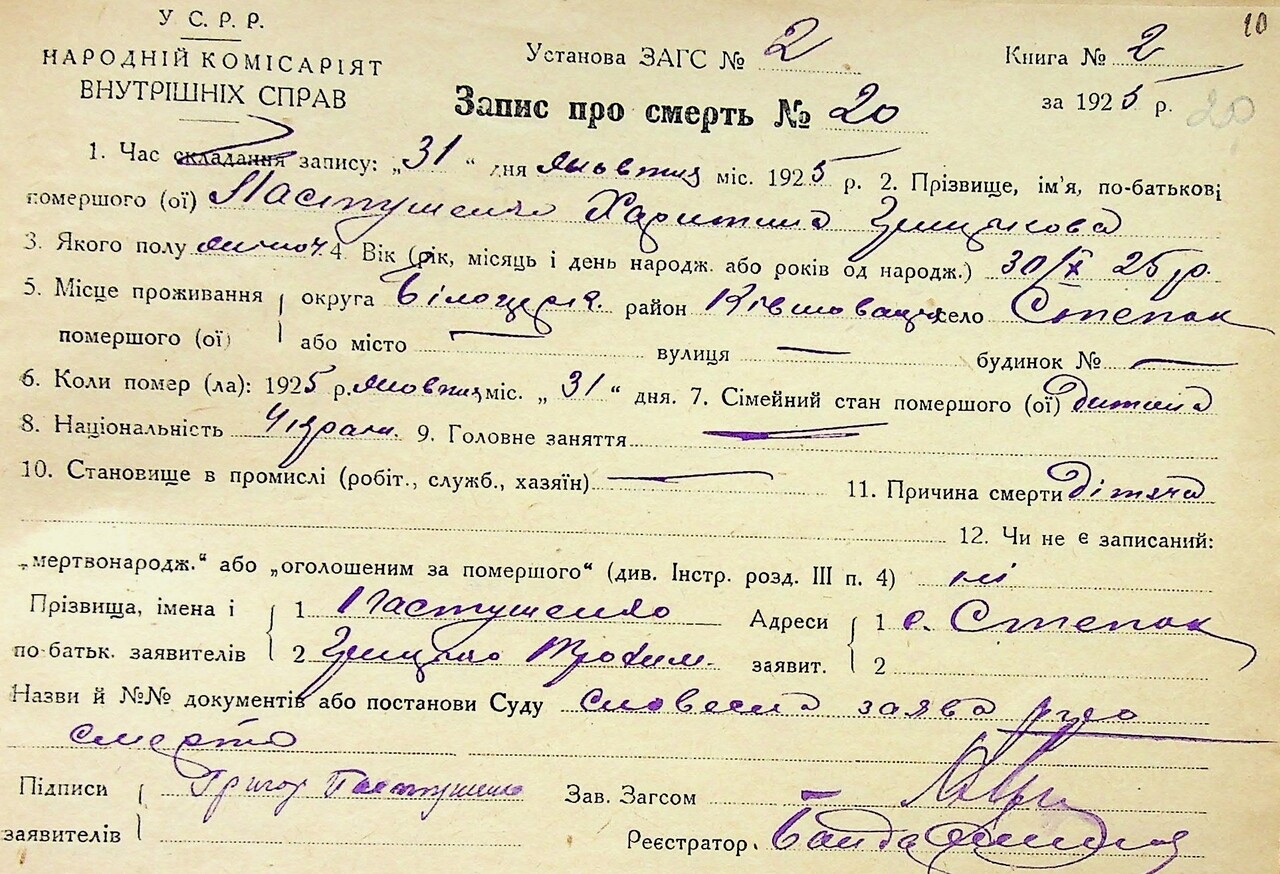 10
У С. Р. Р.
НАРОДНІЙ КОМІСАРІЯТ
ВНУТРІШНІХ СПРАВ
Установа ЗАГС № 2
Книга № 2
Запис про смерть № 20
за 1925 р. 20
1. Час складання запису: „31“ дня жовтня міс. 1925 р. 2. Прізвище, ім'я, по-батькові
помершого (ої) Пастушенко Харитина Грицькова
3. Якого полу жіноч. 4. Вік (рік, місяць і день народж. або років од народж.) 30/X 25 р.
5. Місце проживання помершого (ої) округа Білоцерк. район Ківшоват. село Степок
або місто — вулиця — будинок № —
6. Коли помер (ла): 1925 р. жовтня міс. „31“ дня. 7. Сімейний стан помершого (ої) Дитина
8. Національність Україн. 9. Головне заняття —
10. Становище в промислі (робіт., служб., хазяїн) — 11. Причина смерти Дітяча
12. Чи не є записаний:
„мертвонародж.“ або „оголошеним за помершого“ (див. Інстр. розд. III п. 4) ні
Прізвища, імена і по батьк. заявителів 1 Пастушенко Адреси заявит. 1 с. Степок
2 Грицько Трохим. 2
Назви й №№ документів або постанови Суду словесна заява про
смерть
Підписи заявителів Григор Пастушенко Зав. Загсом
Реєстратор